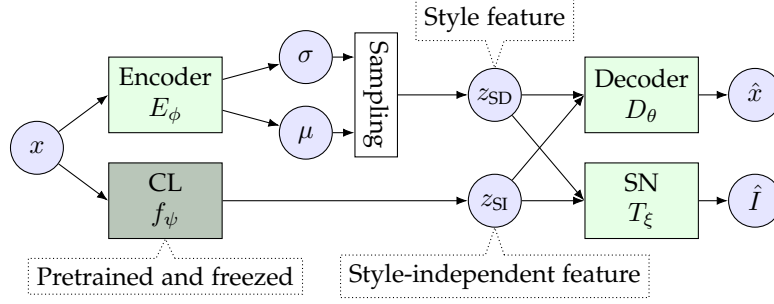 Style feature
Encoder
E_ϕ
σ
Sampling
z_SD
Decoder
D_θ
x̂
μ
x
CL
f_ψ
z_SI
SN
T_ξ
Î
Pretrained and freezed
Style-independent feature